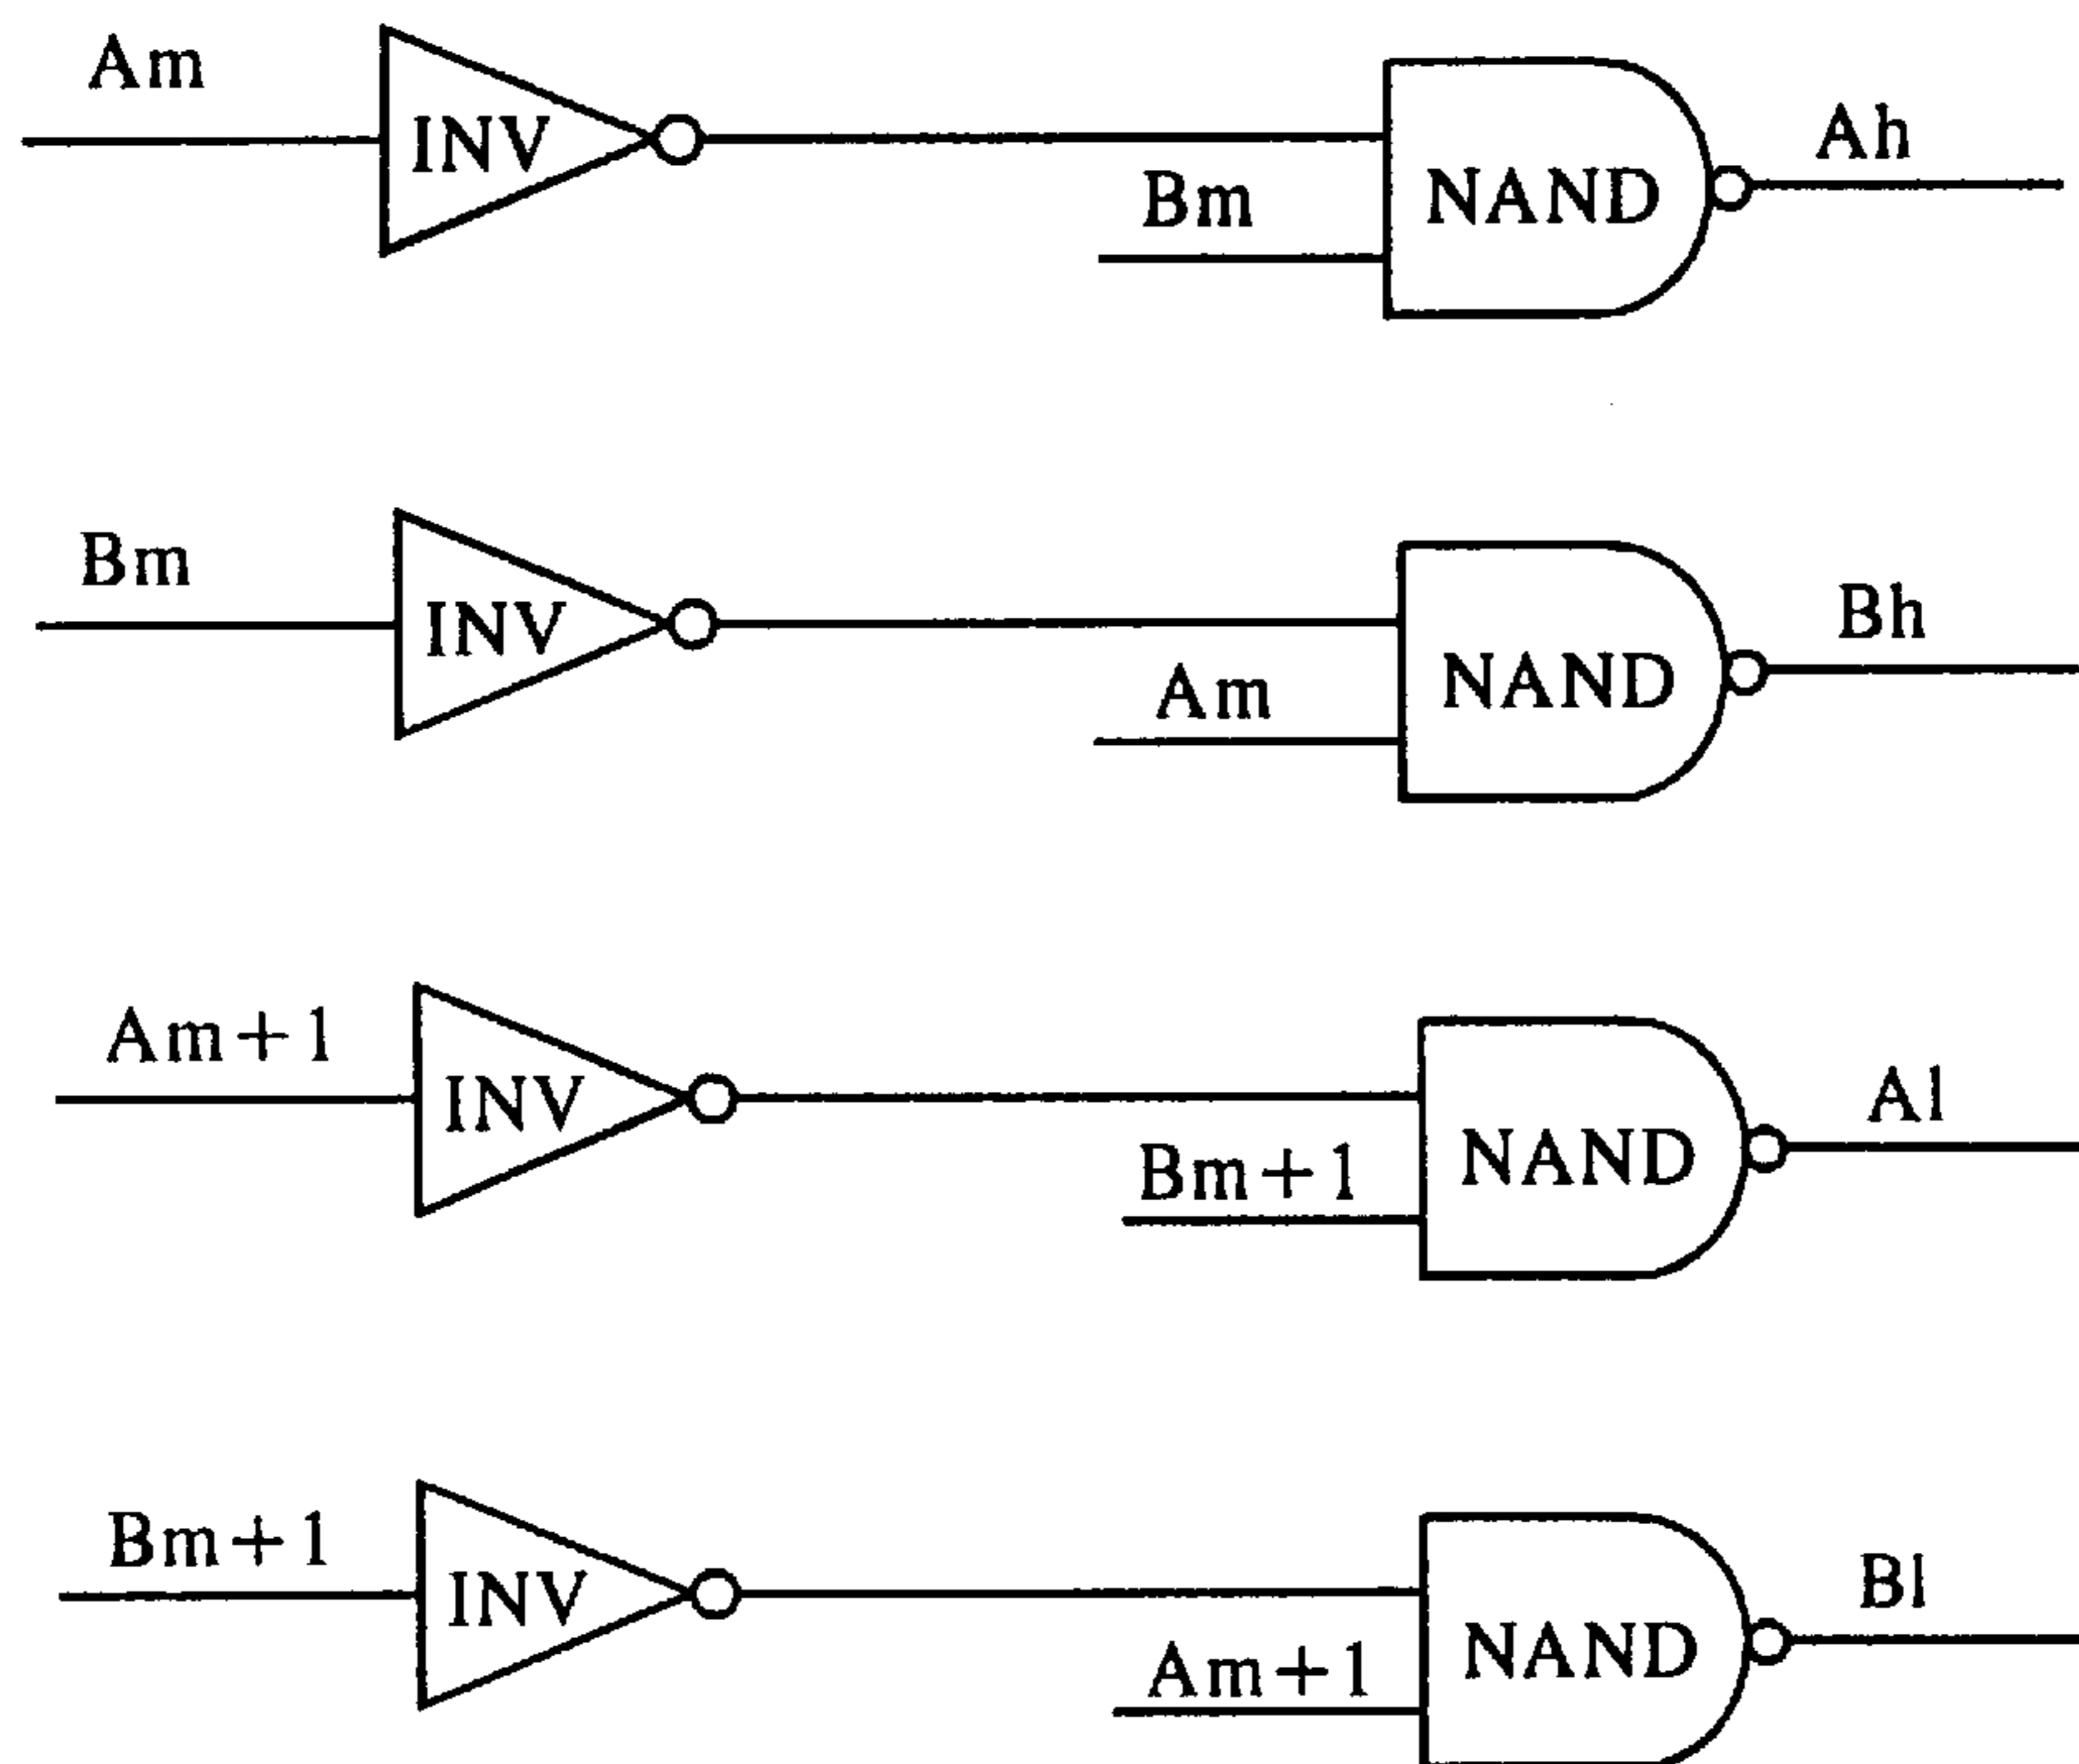 Am
INV
Bm
NAND
Ah
Bm
INV
Am
NAND
Bh
Am+1
INV
Bm+1
NAND
Al
Bm+1
INV
Am+1
NAND
Bl